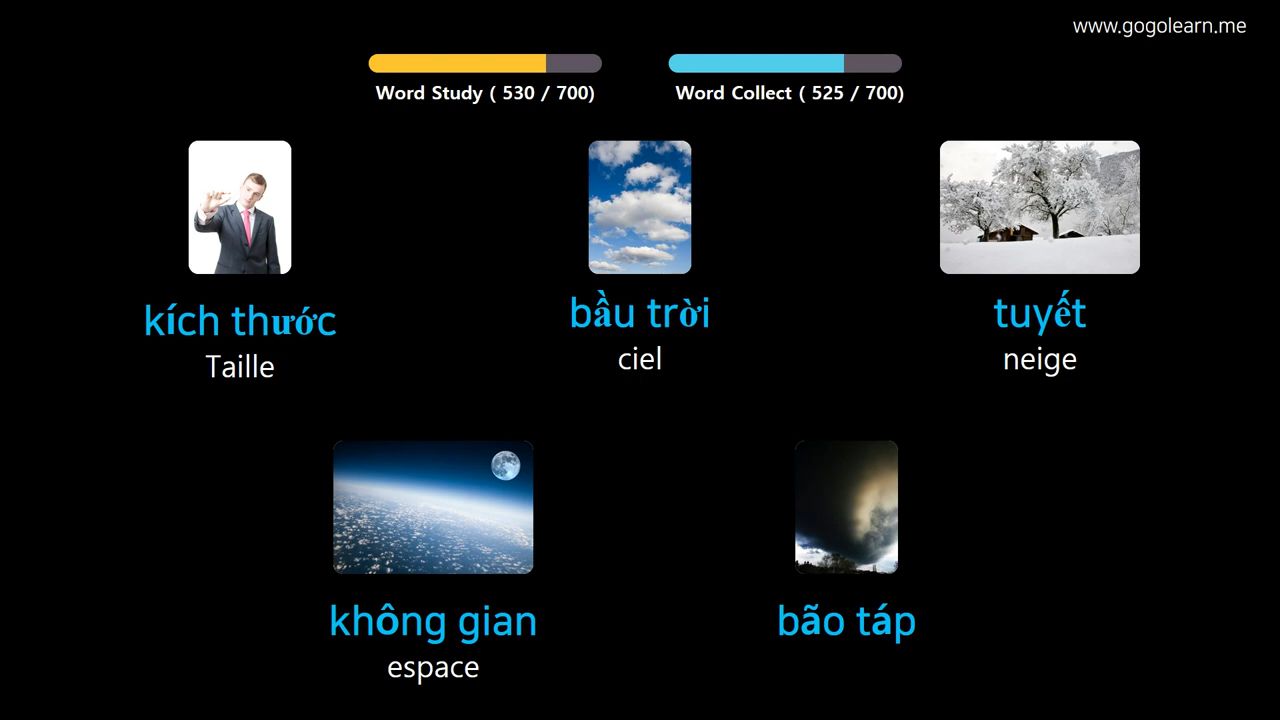 www.gogolearn.me
Word Study ( 530 / 700)
Word Collect ( 525 / 700)
kích thước
Taille
bầu trời
ciel
tuyết
neige
không gian
espace
bão táp